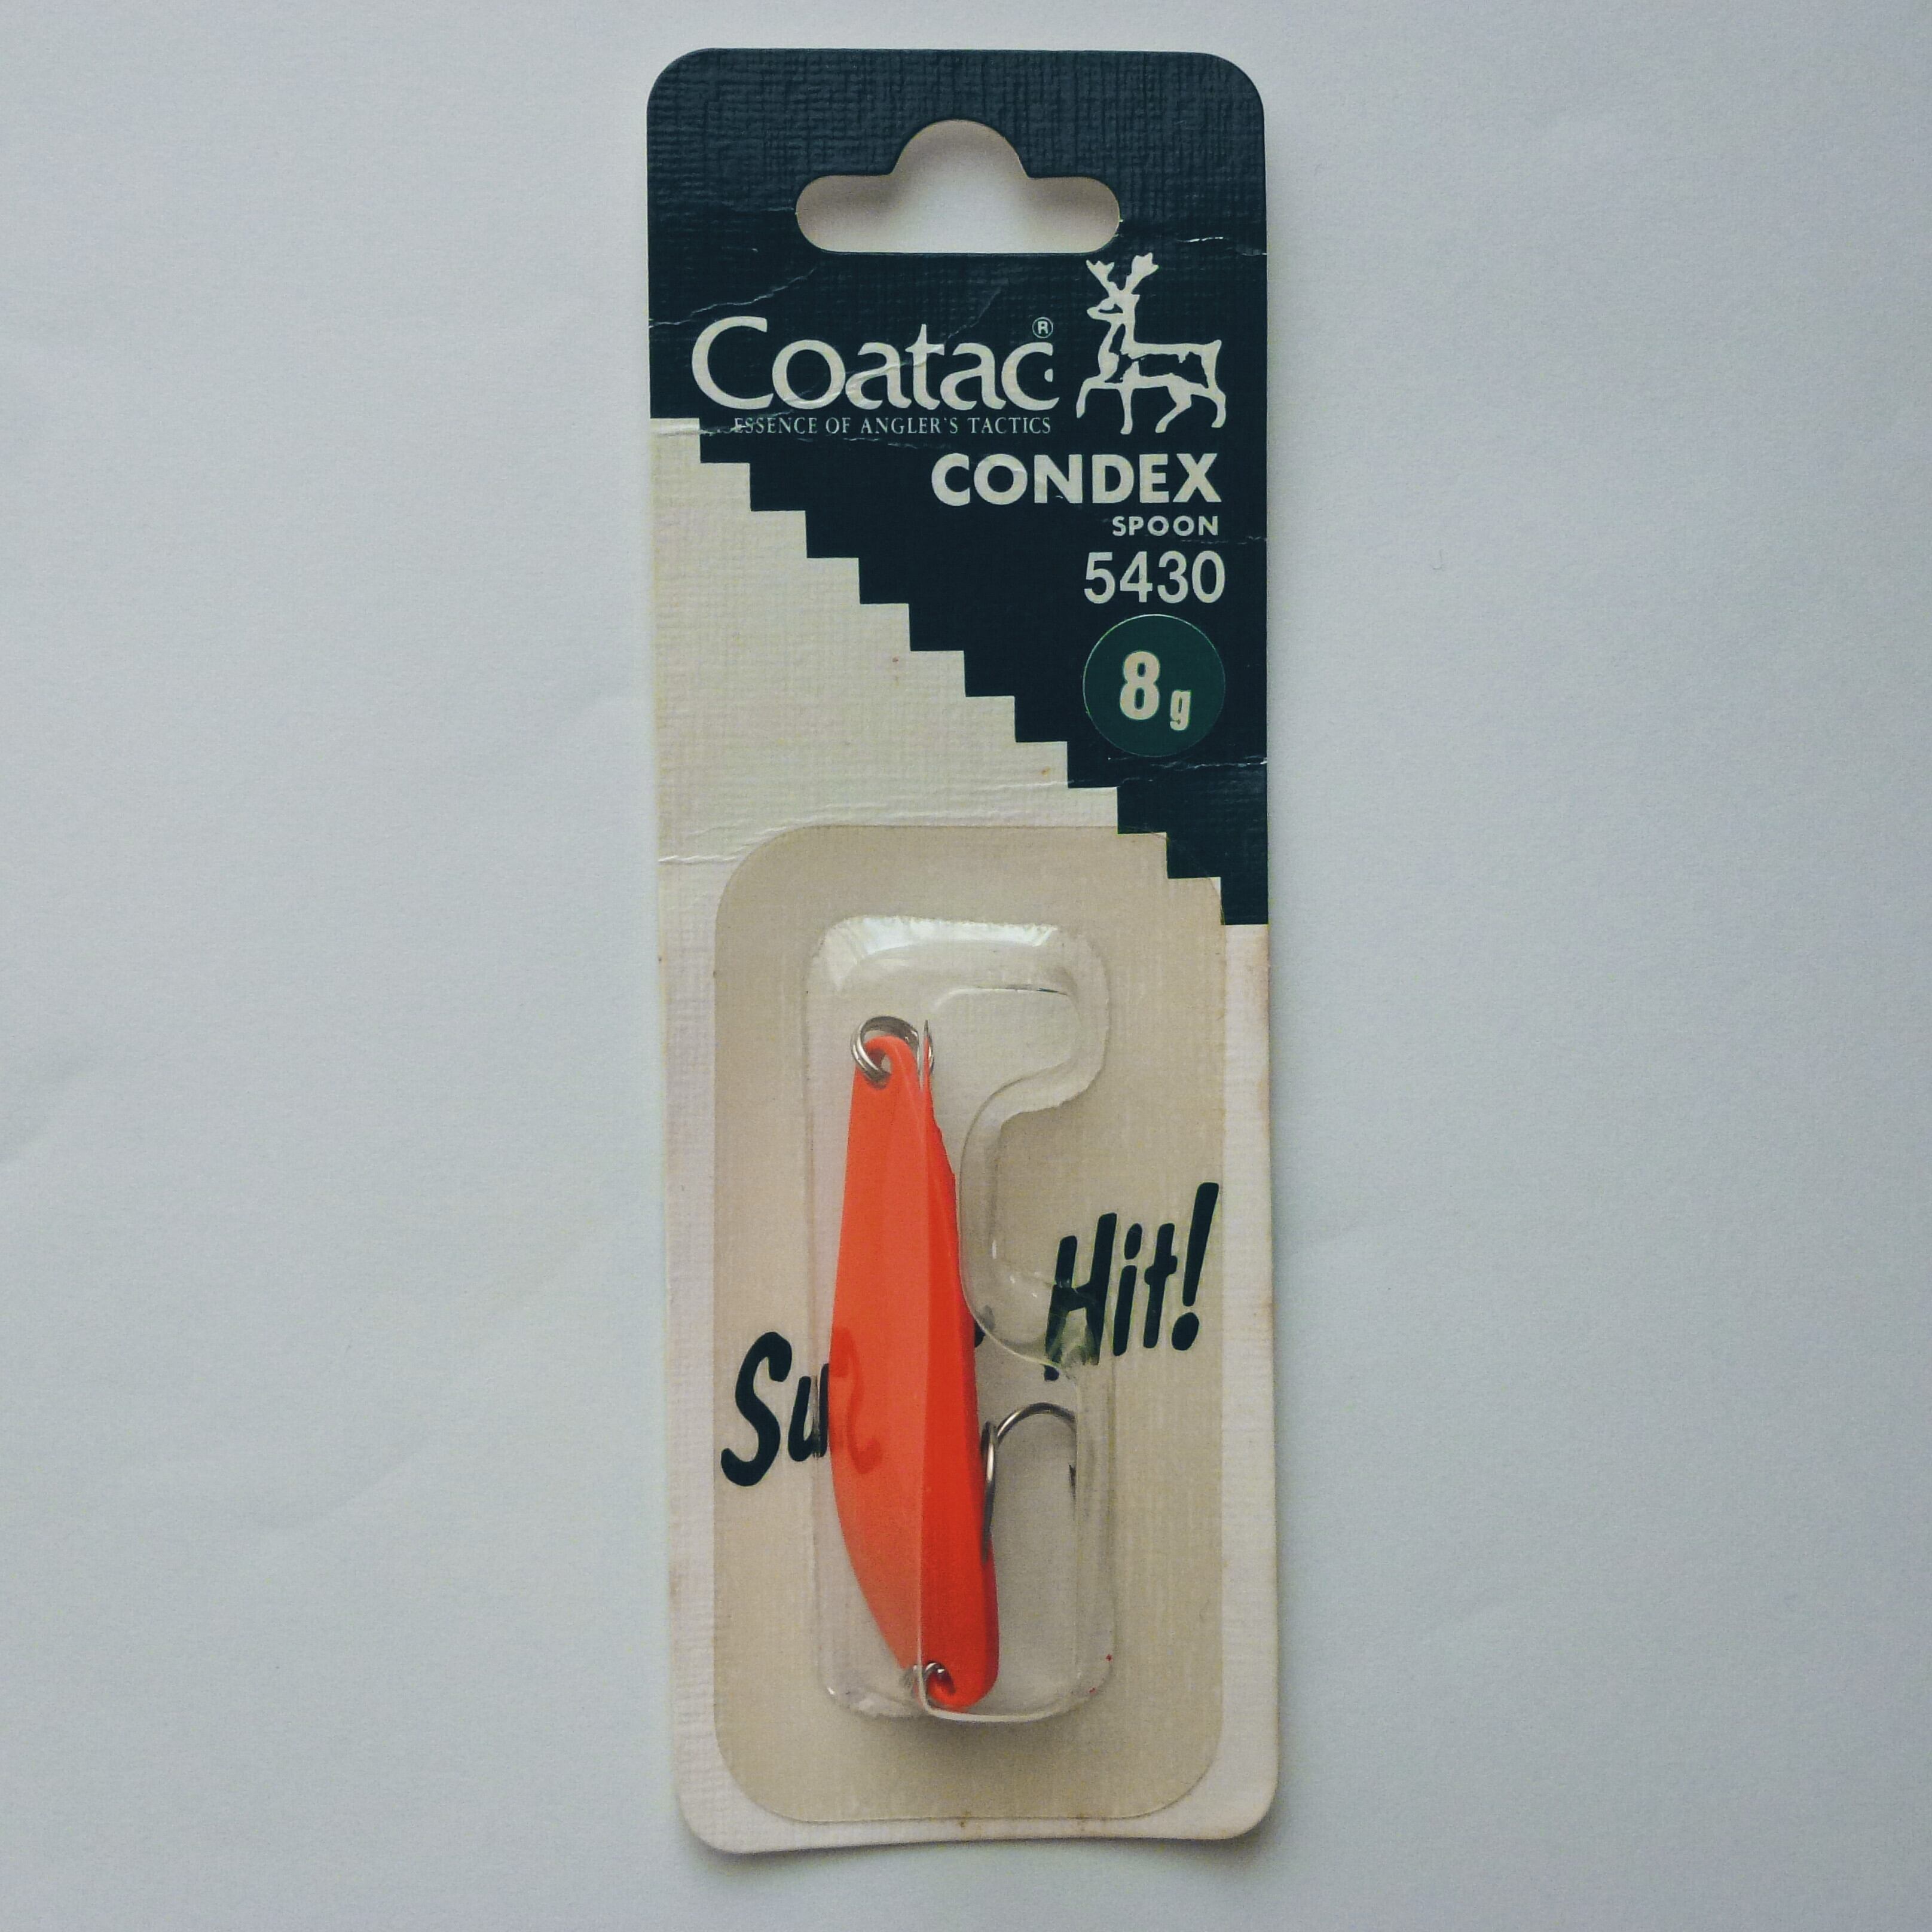 Coatac®
ESSENCE OF ANGLER'S TACTICS
CONDEX
SPOON
5430
8g
Hit!